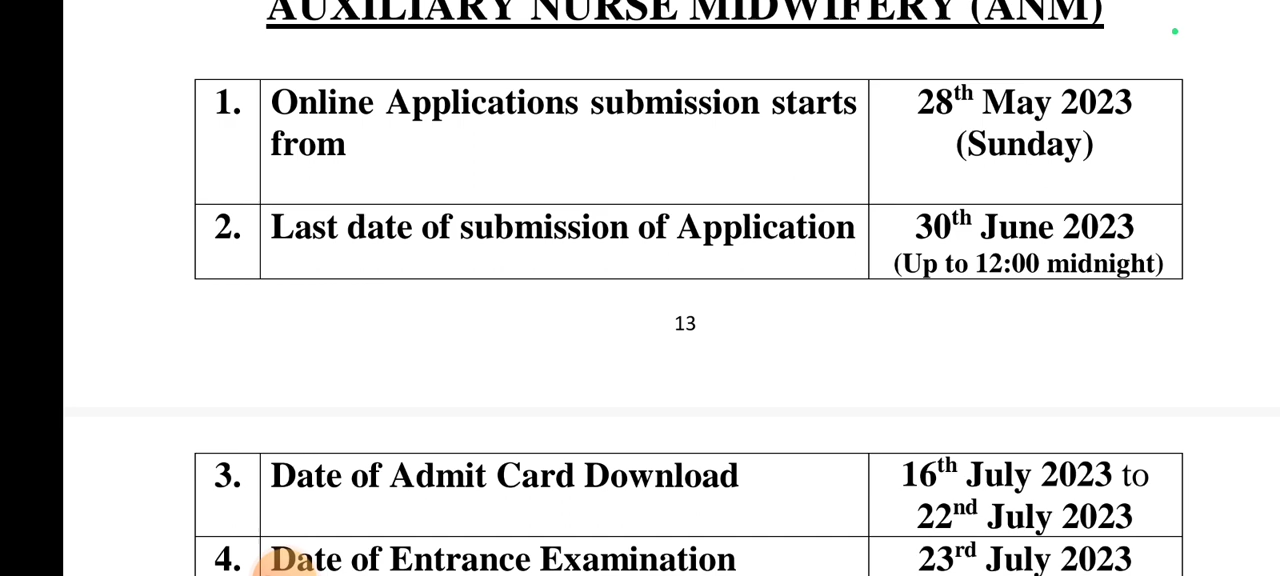 AUXILIARY NURSE MIDWIFERY (ANM)
1. Online Applications submission starts from 28th May 2023 (Sunday)
2. Last date of submission of Application 30th June 2023 (Up to 12:00 midnight)
13
3. Date of Admit Card Download 16th July 2023 to 22nd July 2023
4. Date of Entrance Examination 23rd July 2023